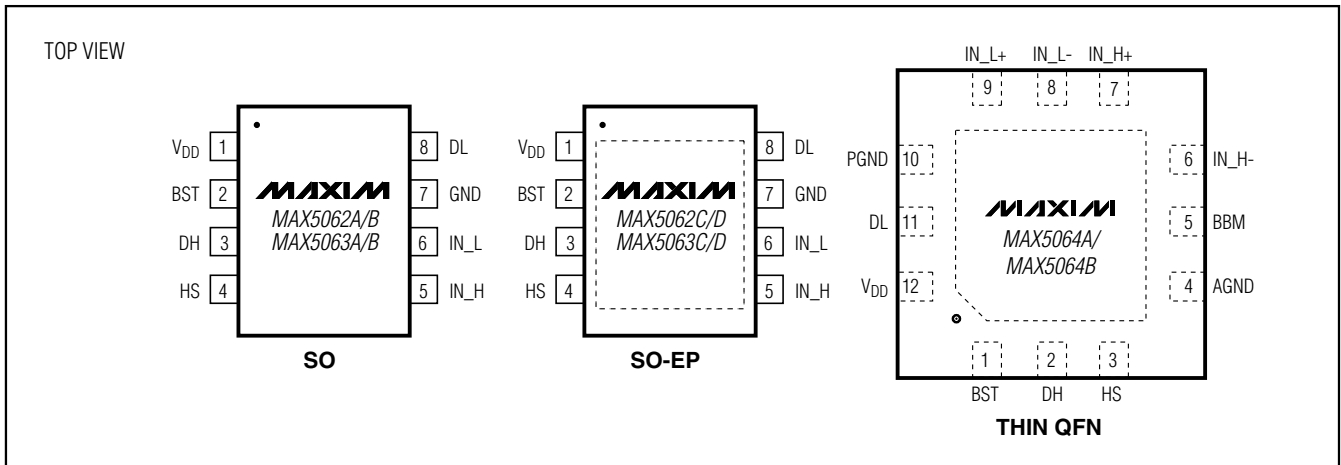 TOP VIEW
VDD 1
BST 2
DH 3
HS 4
8 DL
7 GND
6 IN_L
5 IN_H
MAXIM
MAX5062A/B
MAX5063A/B
SO
VDD 1
BST 2
DH 3
HS 4
8 DL
7 GND
6 IN_L
5 IN_H
MAXIM
MAX5062C/D
MAX5063C/D
SO-EP
IN_L+ IN_L- IN_H+
9 8 7
PGND 10
DL 11
VDD 12
6 IN_H-
5 BBM
4 AGND
MAXIM
MAX5064A/
MAX5064B
1 2 3
BST DH HS
THIN QFN